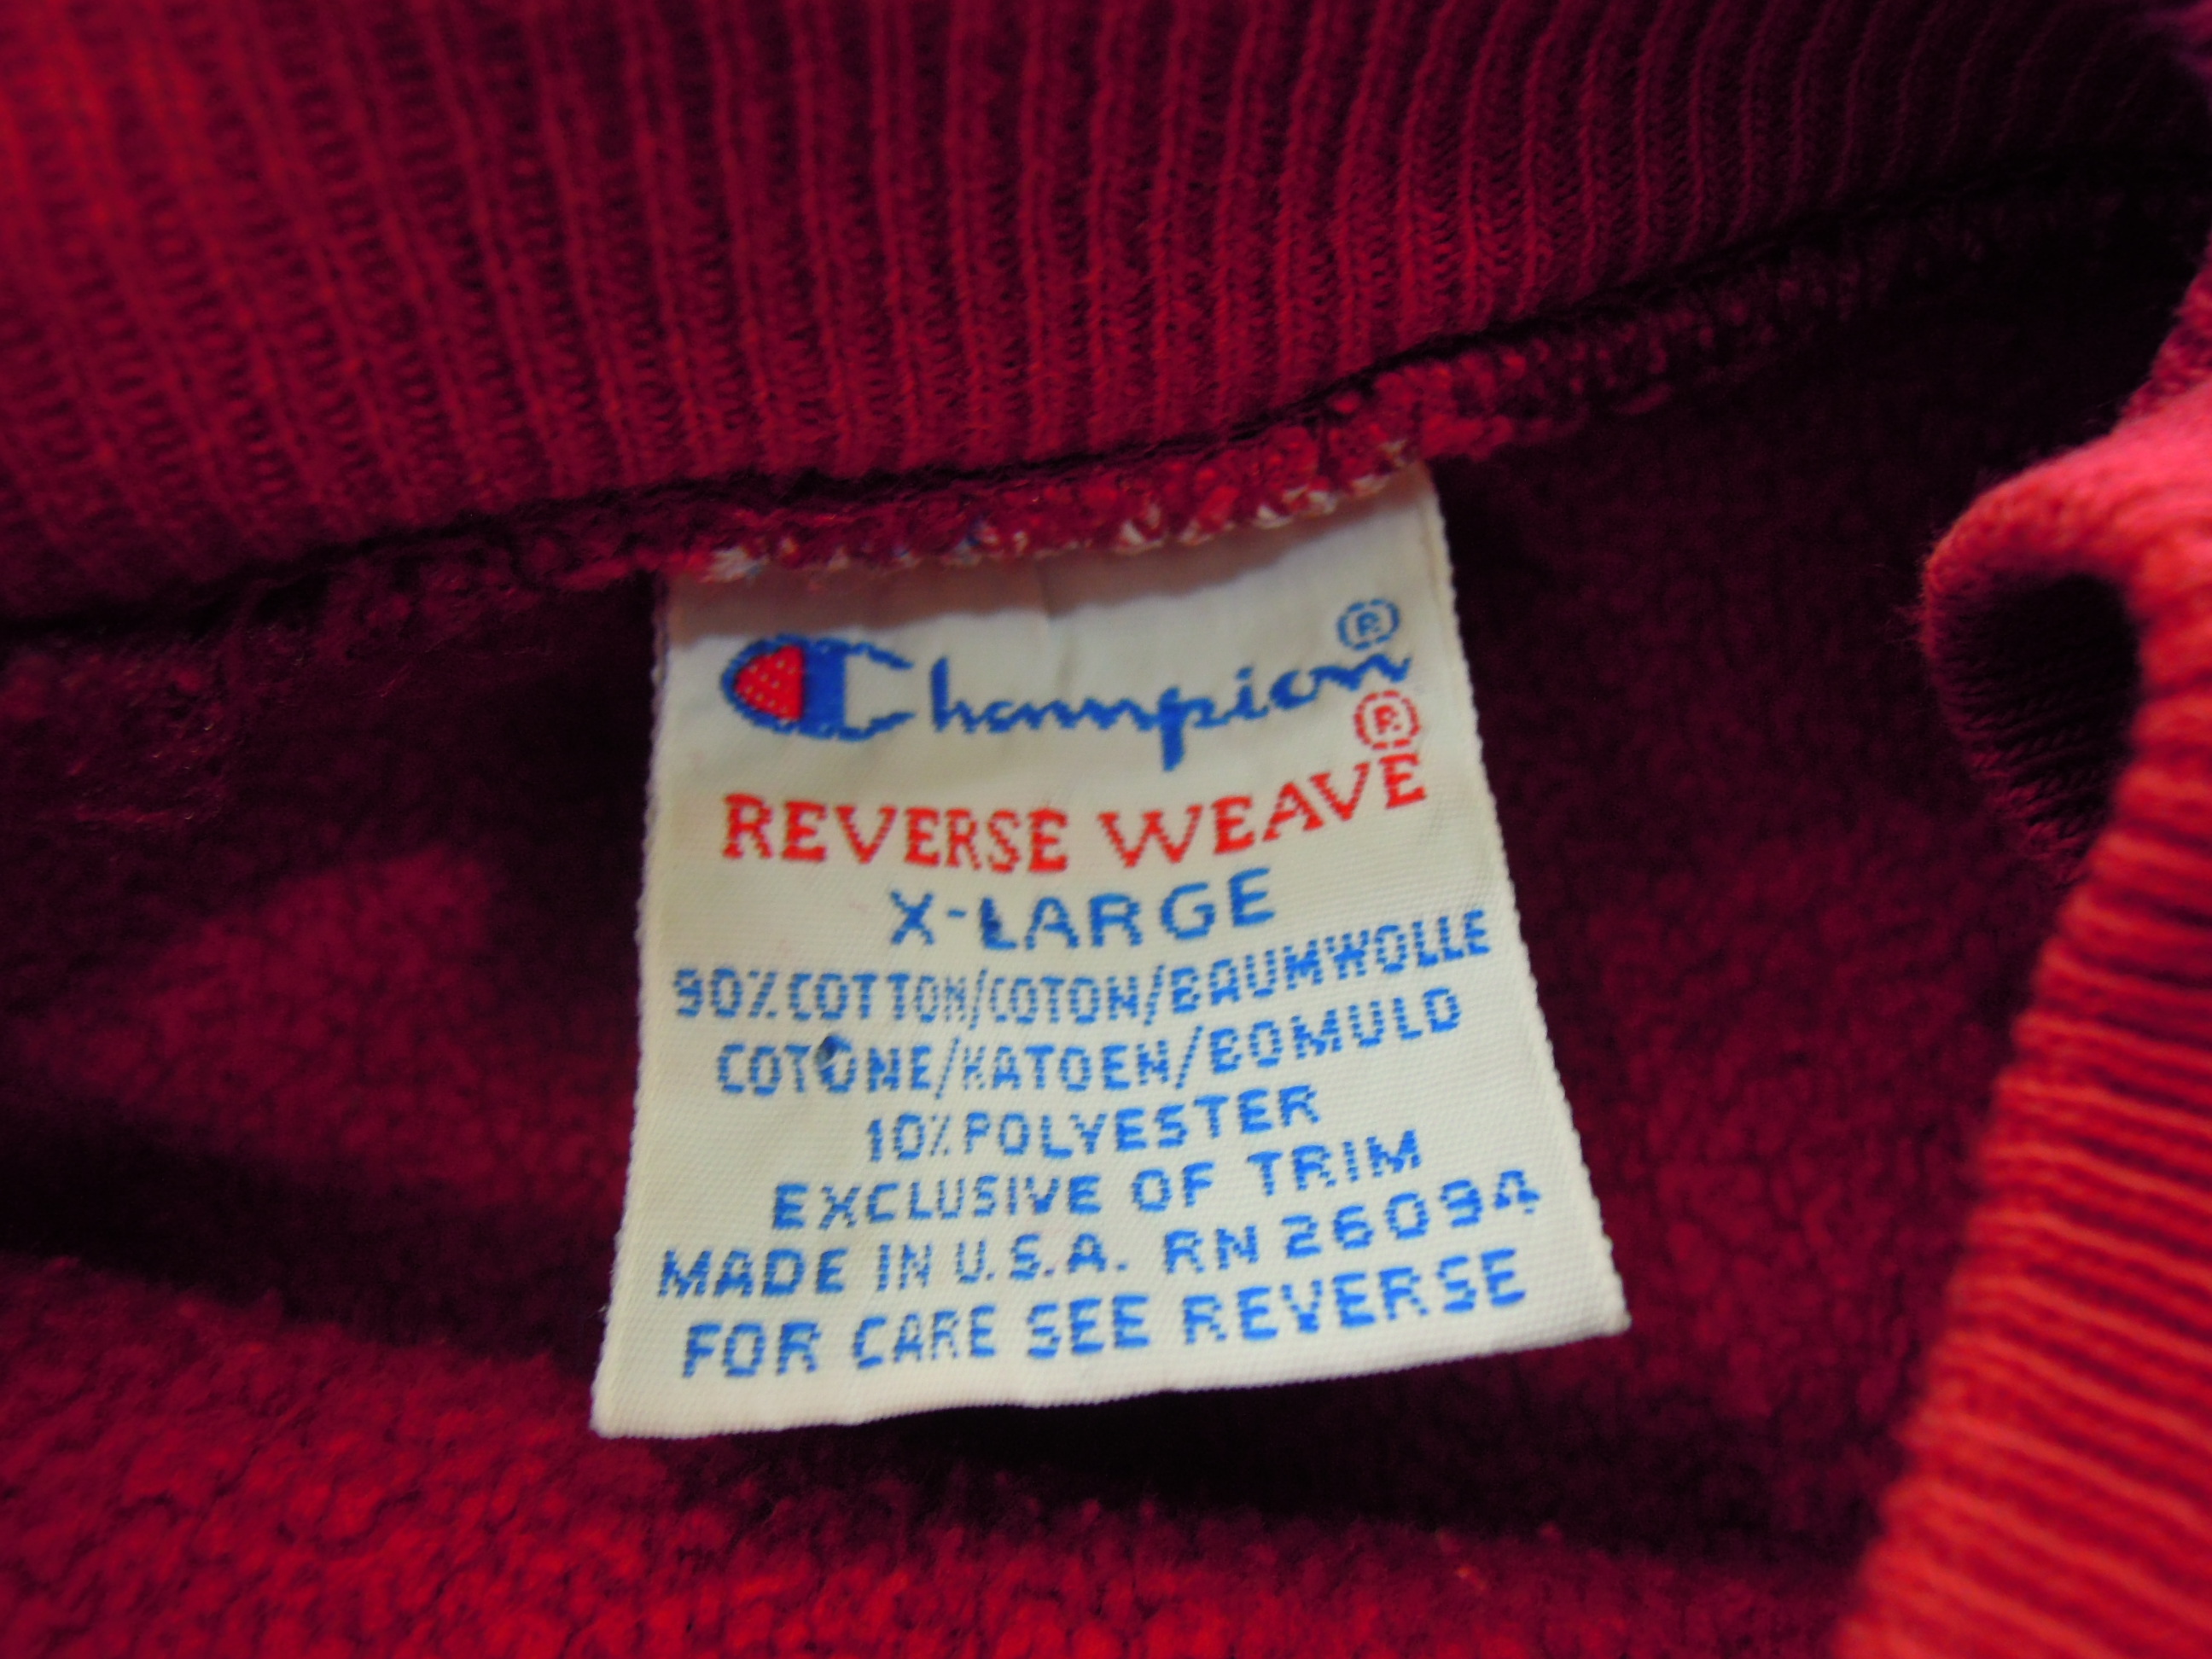 Champion®
REVERSE WEAVE®
X-LARGE
90% COTTON/COTON/BAUMWOLLE
COTONE/KATOEN/BOMULD
10% POLYESTER
EXCLUSIVE OF TRIM
MADE IN U.S.A. RN 26094
FOR CARE SEE REVERSE